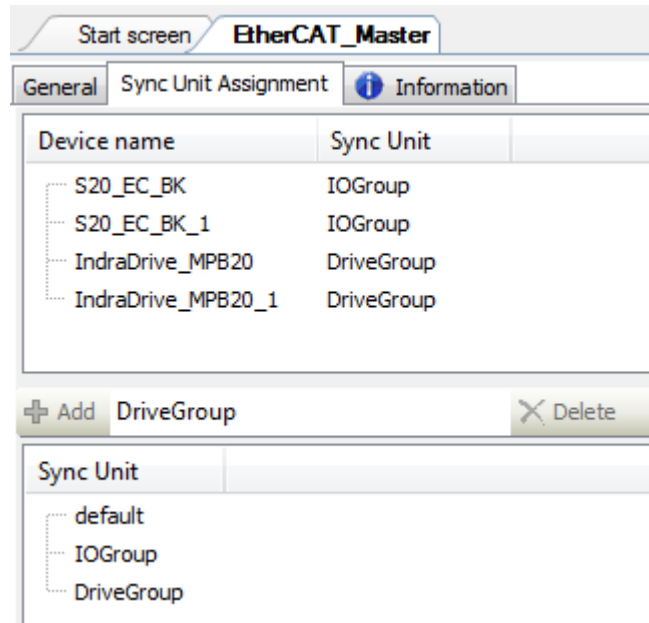 Start screen EtherCAT_Master
General Sync Unit Assignment Information
Device name Sync Unit
S20_EC_BK IOGroup
S20_EC_BK_1 IOGroup
IndraDrive_MPB20 DriveGroup
IndraDrive_MPB20_1 DriveGroup
Add DriveGroup Delete
Sync Unit
default
IOGroup
DriveGroup